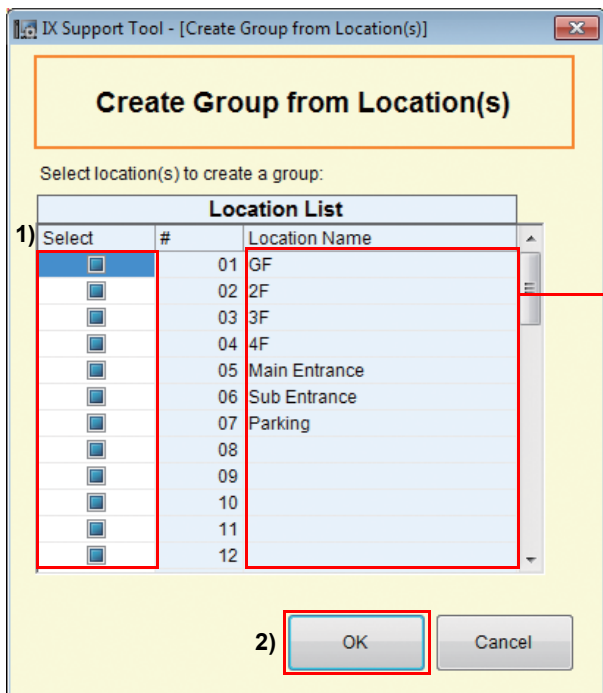 IX Support Tool - [Create Group from Location(s)]
Create Group from Location(s)
Select location(s) to create a group:
Location List
1) Select # Location Name
01 GF
02 2F
03 3F
04 4F
05 Main Entrance
06 Sub Entrance
07 Parking
08
09
10
11
12
2) OK Cancel